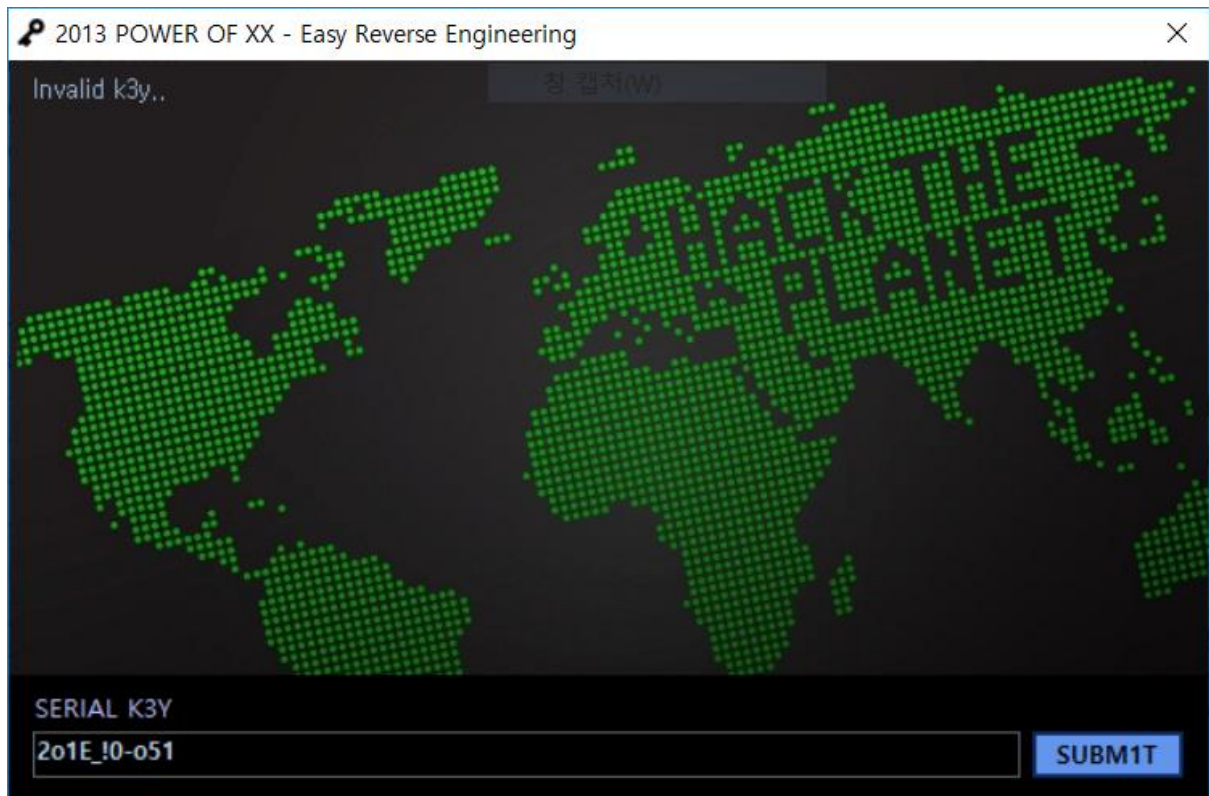 2013 POWER OF XX - Easy Reverse Engineering
Invalid k3y,,
창 캡처(W)
HACK THE
PLANET
SERIAL K3Y
2o1E_!0-o51
SUBM1T